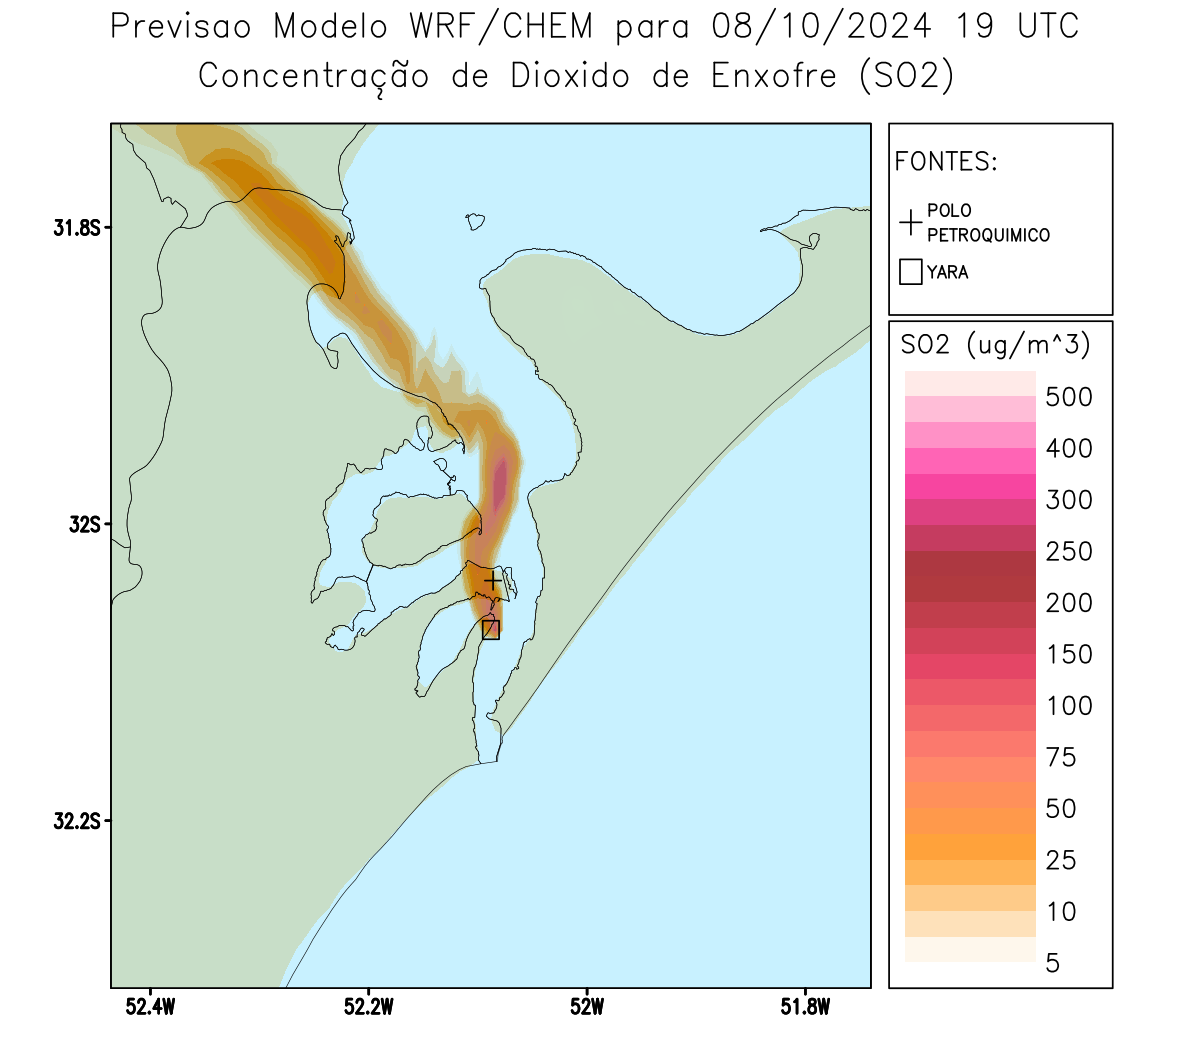 Previsao Modelo WRF/CHEM para 08/10/2024 19 UTC
Concentração de Dioxido de Enxofre (SO2)
FONTES:
POLO
PETROQUIMICO
YARA
31.8S
32S
32.2S
52.4W
52.2W
52W
51.8W
SO2 (ug/m^3)
500
400
300
250
200
150
100
75
50
25
10
5